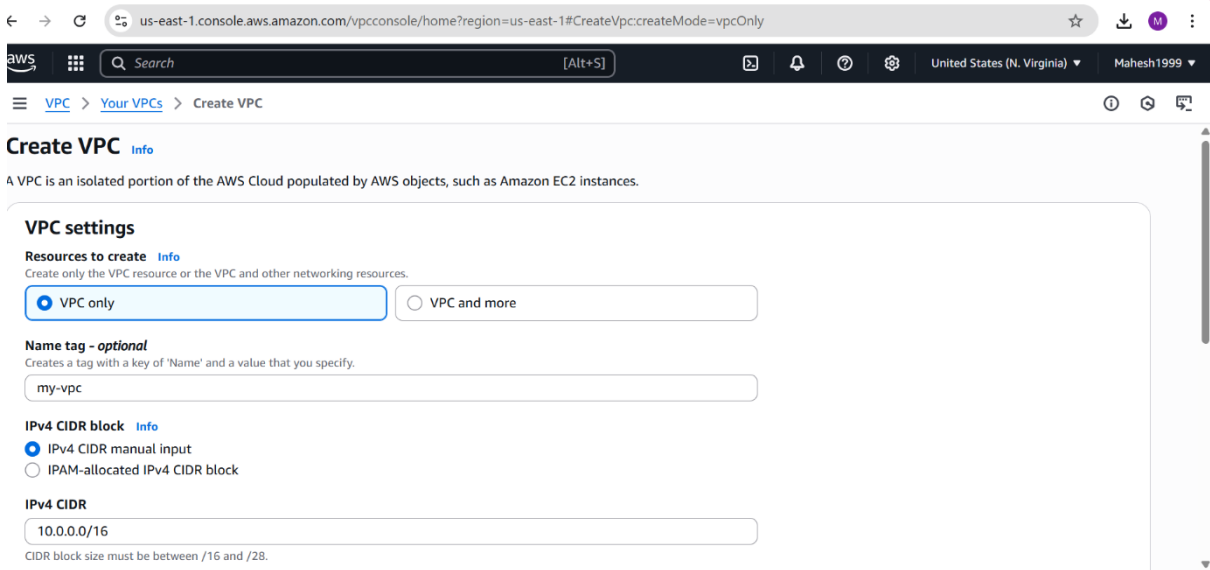 us-east-1.console.aws.amazon.com/vpcconsole/home?region=us-east-1#CreateVpc:createMode=vpcOnly
M
aws Search [Alt+S] United States (N. Virginia) Mahesh1999
VPC > Your VPCs > Create VPC
Create VPC Info
A VPC is an isolated portion of the AWS Cloud populated by AWS objects, such as Amazon EC2 instances.
VPC settings
Resources to create Info
Create only the VPC resource or the VPC and other networking resources.
VPC only VPC and more
Name tag - optional
Creates a tag with a key of 'Name' and a value that you specify.
my-vpc
IPv4 CIDR block Info
IPv4 CIDR manual input
IPAM-allocated IPv4 CIDR block
IPv4 CIDR
10.0.0.0/16
CIDR block size must be between /16 and /28.